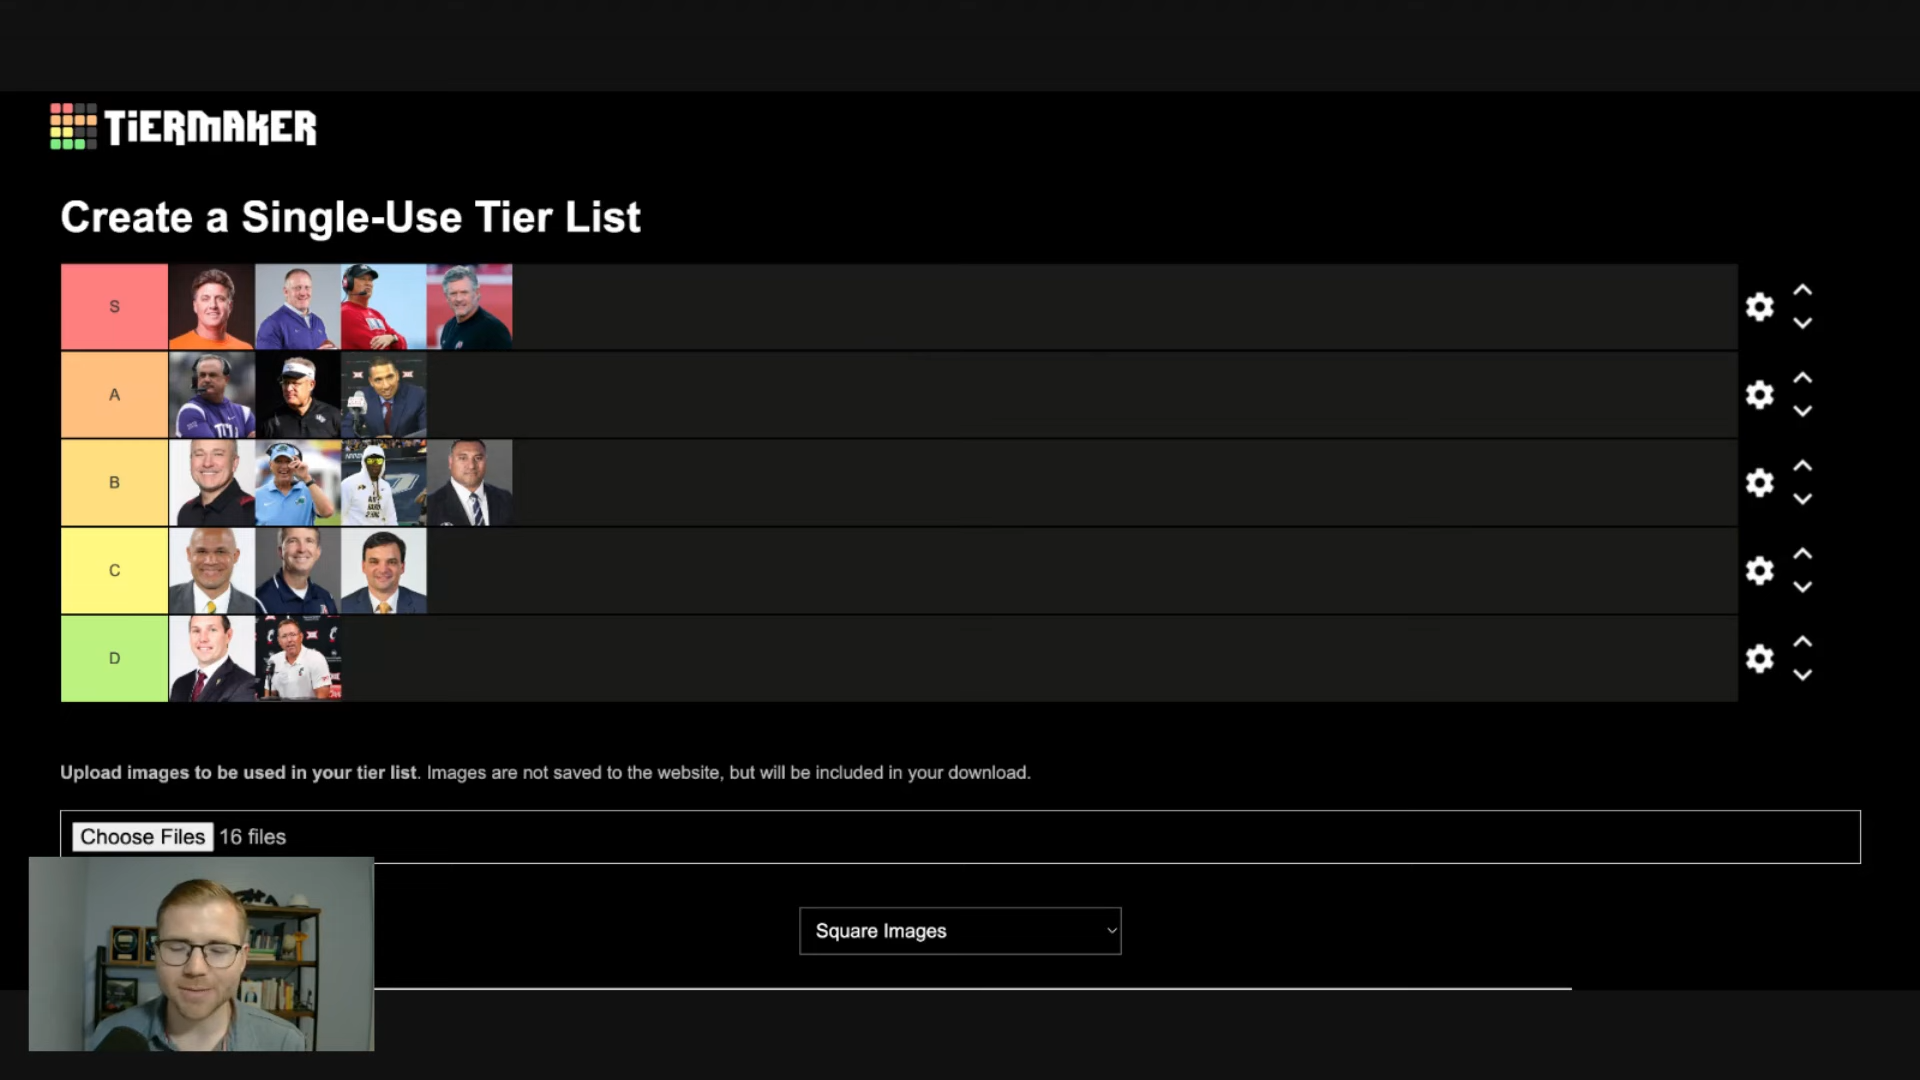 TiERMAKER
Create a Single-Use Tier List
S
A
B
C
D
Upload images to be used in your tier list. Images are not saved to the website, but will be included in your download.
Choose Files 16 files
Square Images